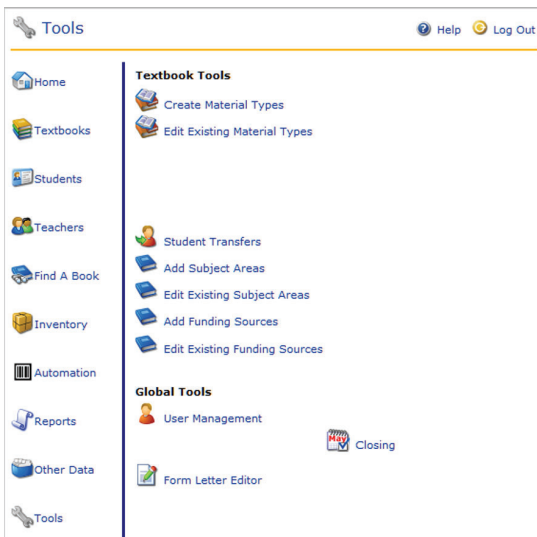 Tools
Help
Log Out
Home
Textbooks
Students
Teachers
Find A Book
Inventory
Automation
Reports
Other Data
Tools
Textbook Tools
Create Material Types
Edit Existing Material Types
Student Transfers
Add Subject Areas
Edit Existing Subject Areas
Add Funding Sources
Edit Existing Funding Sources
Global Tools
User Management
May
Closing
Form Letter Editor